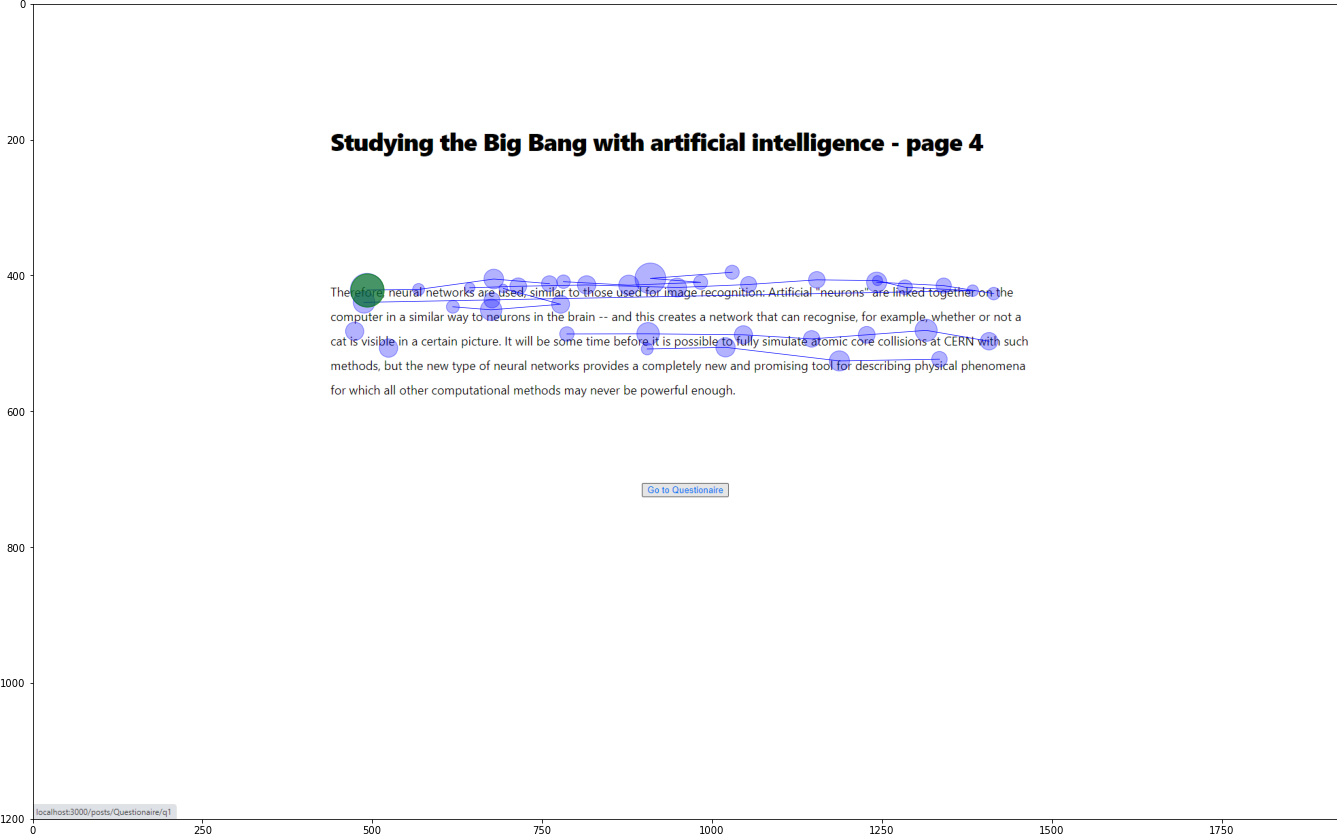 0
200
Studying the Big Bang with artificial intelligence - page 4
400
Therefore, neural networks are used, similar to those used for image recognition: Artificial "neurons" are linked together on the
computer in a similar way to neurons in the brain -- and this creates a network that can recognise, for example, whether or not a
cat is visible in a certain picture. It will be some time before it is possible to fully simulate atomic core collisions at CERN with such
methods, but the new type of neural networks provides a completely new and promising tool for describing physical phenomena
for which all other computational methods may never be powerful enough.
600
Go to Questionaire
800
1000
localhost:3000/posts/Questionaire/q1
1200
0 250 500 750 1000 1250 1500 1750